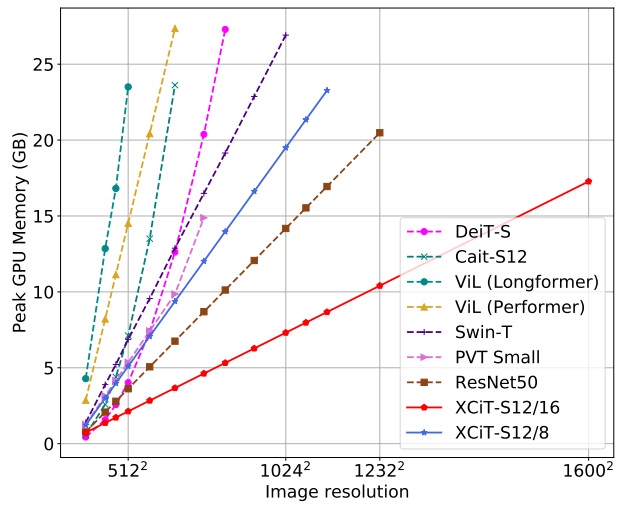 Peak GPU Memory (GB)
25
20
15
10
5
0
DeiT-S
Cait-S12
ViL (Longformer)
ViL (Performer)
Swin-T
PVT Small
ResNet50
XCiT-S12/16
XCiT-S12/8
512² 1024² 1232² 1600²
Image resolution